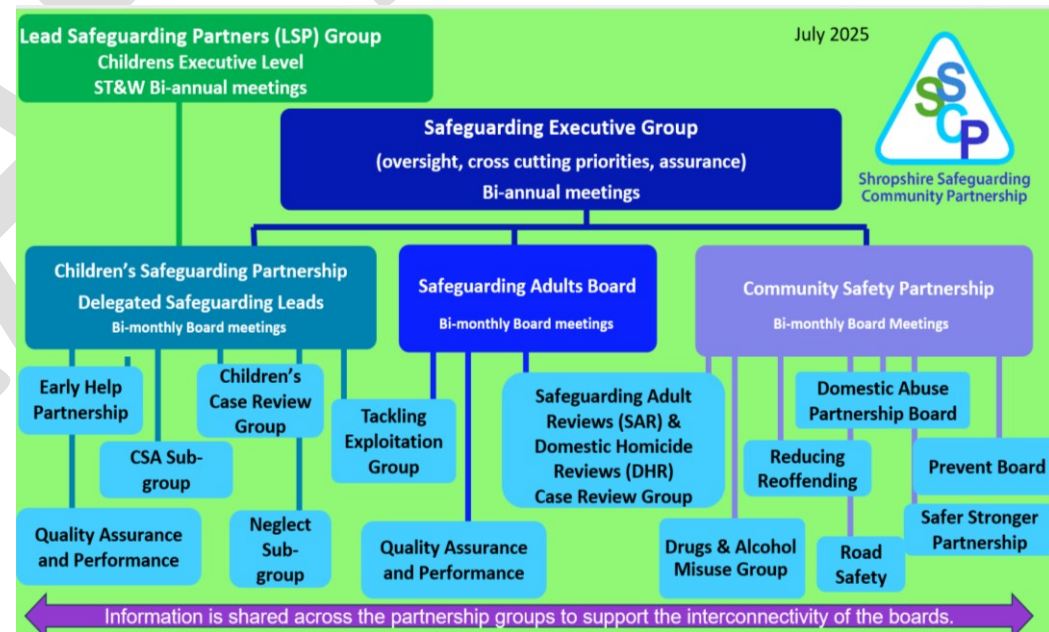 Lead Safeguarding Partners (LSP) Group
Childrens Executive Level
ST&W Bi-annual meetings
July 2025
SSCP
Shropshire Safeguarding
Community Partnership
Safeguarding Executive Group
(oversight, cross cutting priorities, assurance)
Bi-annual meetings
Children's Safeguarding Partnership
Delegated Safeguarding Leads
Bi-monthly Board meetings
Safeguarding Adults Board
Bi-monthly Board meetings
Community Safety Partnership
Bi-monthly Board Meetings
Early Help
Partnership
Children's
Case Review
Group
CSA Sub-
group
Tackling
Exploitation
Group
Safeguarding Adult
Reviews (SAR) &
Domestic Homicide
Reviews (DHR)
Case Review Group
Domestic Abuse
Partnership Board
Reducing
Reoffending
Prevent Board
Quality Assurance
and Performance
Neglect
Sub-
group
Quality Assurance
and Performance
Drugs & Alcohol
Misuse Group
Road
Safety
Safer Stronger
Partnership
Information is shared across the partnership groups to support the interconnectivity of the boards.